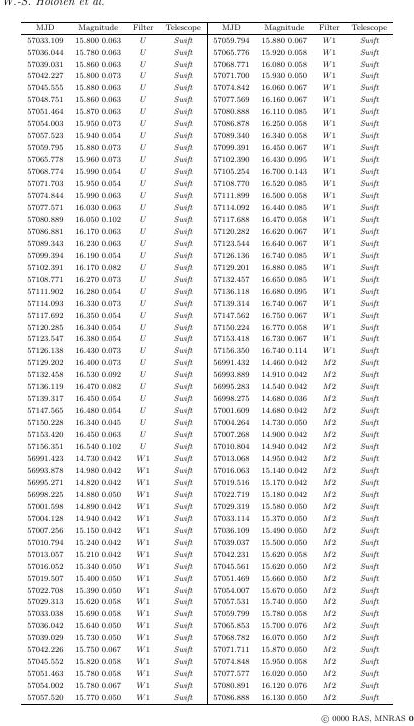 W.-S. Holoien et al.
MJD Magnitude Filter Telescope MJD Magnitude Filter Telescope
57033.109 15.800 0.063 U Swift 57059.794 15.880 0.067 W1 Swift
57036.044 15.780 0.063 U Swift 57065.776 15.920 0.058 W1 Swift
57039.031 15.860 0.063 U Swift 57068.771 16.080 0.058 W1 Swift
57042.227 15.800 0.073 U Swift 57071.700 15.930 0.050 W1 Swift
57045.555 15.880 0.063 U Swift 57074.842 16.060 0.067 W1 Swift
57048.751 15.860 0.063 U Swift 57077.569 16.160 0.067 W1 Swift
57051.464 15.870 0.063 U Swift 57080.888 16.110 0.085 W1 Swift
57054.003 15.950 0.073 U Swift 57086.878 16.250 0.058 W1 Swift
57057.523 15.940 0.054 U Swift 57089.340 16.340 0.058 W1 Swift
57059.795 15.880 0.073 U Swift 57099.391 16.450 0.067 W1 Swift
57065.778 15.960 0.073 U Swift 57102.390 16.430 0.095 W1 Swift
57068.774 15.990 0.054 U Swift 57105.254 16.700 0.143 W1 Swift
57071.703 15.950 0.054 U Swift 57108.770 16.520 0.085 W1 Swift
57074.844 15.990 0.063 U Swift 57111.899 16.500 0.058 W1 Swift
57077.571 16.030 0.063 U Swift 57114.092 16.440 0.085 W1 Swift
57080.889 16.050 0.102 U Swift 57117.688 16.470 0.058 W1 Swift
57086.881 16.170 0.063 U Swift 57120.282 16.620 0.067 W1 Swift
57089.343 16.230 0.063 U Swift 57123.544 16.640 0.067 W1 Swift
57099.394 16.190 0.054 U Swift 57126.136 16.740 0.085 W1 Swift
57102.391 16.170 0.082 U Swift 57129.201 16.880 0.085 W1 Swift
57108.771 16.270 0.073 U Swift 57132.457 16.650 0.085 W1 Swift
57111.902 16.280 0.054 U Swift 57136.118 16.680 0.095 W1 Swift
57114.093 16.330 0.073 U Swift 57139.314 16.740 0.067 W1 Swift
57117.692 16.350 0.054 U Swift 57147.562 16.750 0.067 W1 Swift
57120.285 16.340 0.054 U Swift 57150.224 16.770 0.058 W1 Swift
57123.547 16.380 0.054 U Swift 57153.418 16.730 0.067 W1 Swift
57126.138 16.430 0.073 U Swift 57156.350 16.740 0.114 W1 Swift
57129.202 16.400 0.073 U Swift 56991.432 14.460 0.042 M2 Swift
57132.458 16.530 0.092 U Swift 56993.889 14.910 0.042 M2 Swift
57136.119 16.470 0.082 U Swift 56995.283 14.540 0.042 M2 Swift
57139.317 16.450 0.054 U Swift 56998.275 14.680 0.036 M2 Swift
57147.565 16.480 0.054 U Swift 57001.609 14.680 0.042 M2 Swift
57150.228 16.340 0.045 U Swift 57004.264 14.730 0.050 M2 Swift
57153.420 16.450 0.063 U Swift 57007.268 14.900 0.042 M2 Swift
57156.351 16.540 0.102 U Swift 57010.804 14.940 0.042 M2 Swift
56991.423 14.730 0.042 W1 Swift 57013.068 14.950 0.042 M2 Swift
56993.878 14.980 0.042 W1 Swift 57016.063 15.140 0.042 M2 Swift
56995.271 14.820 0.042 W1 Swift 57019.516 15.170 0.042 M2 Swift
56998.225 14.880 0.050 W1 Swift 57022.719 15.180 0.042 M2 Swift
57001.598 14.890 0.042 W1 Swift 57029.319 15.580 0.050 M2 Swift
57004.128 14.940 0.042 W1 Swift 57033.114 15.370 0.050 M2 Swift
57007.256 15.150 0.042 W1 Swift 57036.109 15.490 0.050 M2 Swift
57010.794 15.240 0.042 W1 Swift 57039.037 15.500 0.050 M2 Swift
57013.057 15.210 0.042 W1 Swift 57042.231 15.620 0.058 M2 Swift
57016.052 15.340 0.050 W1 Swift 57045.561 15.620 0.050 M2 Swift
57019.507 15.400 0.050 W1 Swift 57051.469 15.660 0.050 M2 Swift
57022.708 15.390 0.050 W1 Swift 57054.007 15.670 0.050 M2 Swift
57029.313 15.620 0.058 W1 Swift 57057.531 15.740 0.050 M2 Swift
57033.038 15.690 0.058 W1 Swift 57059.799 15.780 0.058 M2 Swift
57036.042 15.640 0.050 W1 Swift 57065.853 15.700 0.076 M2 Swift
57039.029 15.730 0.050 W1 Swift 57068.782 16.070 0.050 M2 Swift
57042.226 15.750 0.067 W1 Swift 57071.711 15.870 0.050 M2 Swift
57045.552 15.820 0.058 W1 Swift 57074.848 15.950 0.058 M2 Swift
57051.463 15.780 0.058 W1 Swift 57077.577 16.020 0.050 M2 Swift
57054.002 15.780 0.067 W1 Swift 57080.891 16.120 0.076 M2 Swift
57057.520 15.770 0.050 W1 Swift 57086.888 16.130 0.050 M2 Swift
© 0000 RAS, MNRAS 0